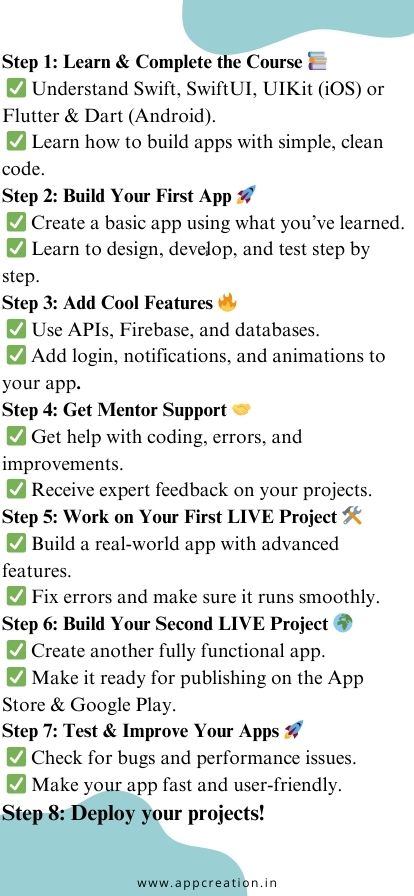 Step 1: Learn & Complete the Course 📚
✅ Understand Swift, SwiftUI, UIKit (iOS) or
Flutter & Dart (Android).
✅ Learn how to build apps with simple, clean
code.
Step 2: Build Your First App 🚀
✅ Create a basic app using what you’ve learned.
✅ Learn to design, develop, and test step by
step.
Step 3: Add Cool Features 🔥
✅ Use APIs, Firebase, and databases.
✅ Add login, notifications, and animations to
your app.
Step 4: Get Mentor Support 🤝
✅ Get help with coding, errors, and
improvements.
✅ Receive expert feedback on your projects.
Step 5: Work on Your First LIVE Project 🛠️
✅ Build a real-world app with advanced
features.
✅ Fix errors and make sure it runs smoothly.
Step 6: Build Your Second LIVE Project 🌍
✅ Create another fully functional app.
✅ Make it ready for publishing on the App
Store & Google Play.
Step 7: Test & Improve Your Apps 🚀
✅ Check for bugs and performance issues.
✅ Make your app fast and user-friendly.
Step 8: Deploy your projects!
www.appcreation.in